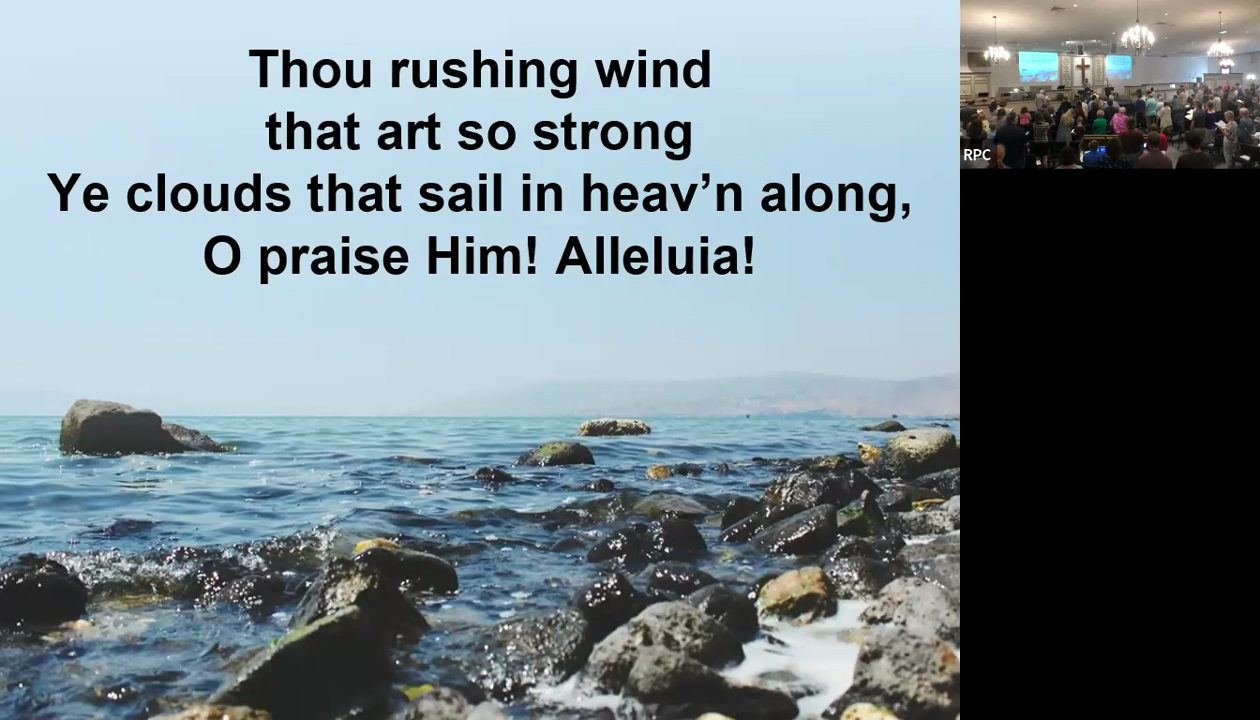 Thou rushing wind
that art so strong
Ye clouds that sail in heav’n along,
O praise Him! Alleluia!
RPC